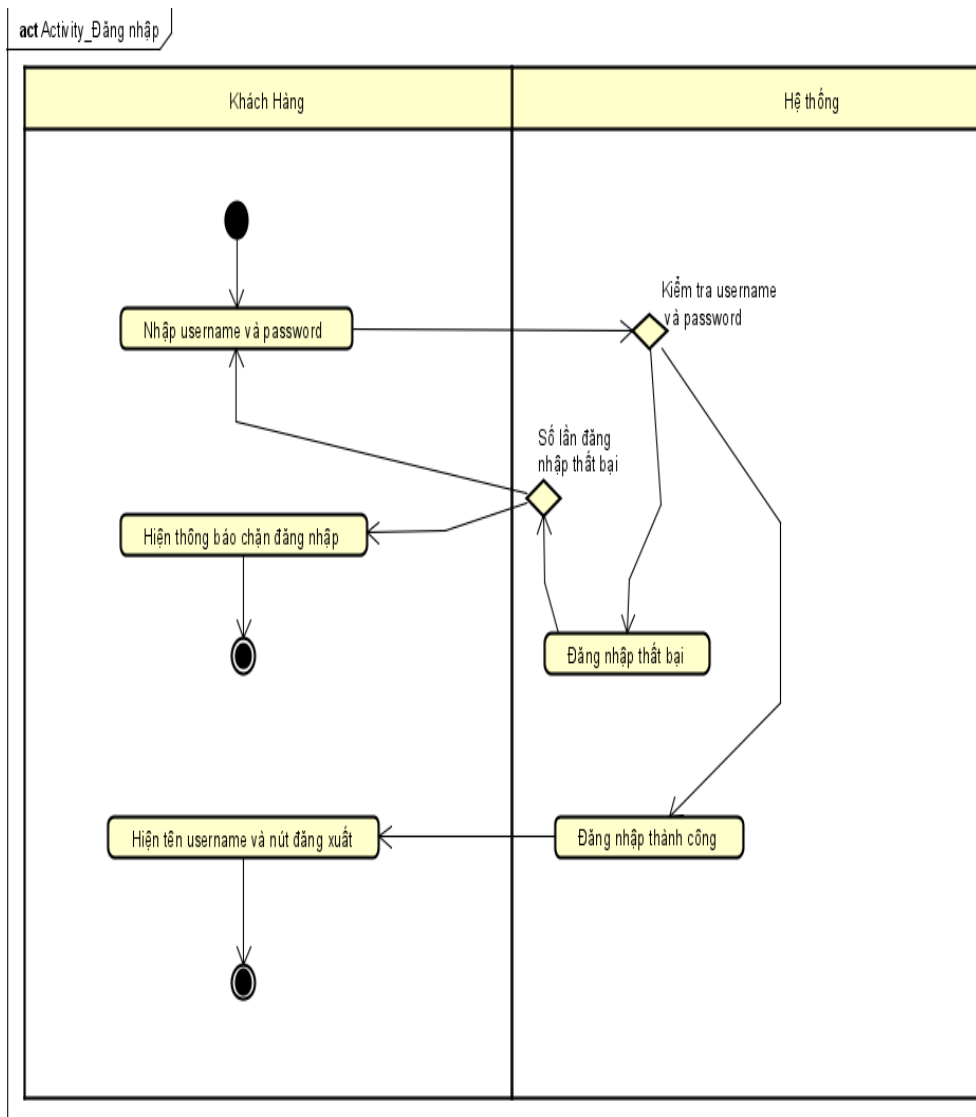 act Activity_Đăng nhập
Khách Hàng
Hệ thống
Nhập username và password
Kiểm tra username
và password
Số lần đăng
nhập thất bại
Hiện thông báo chặn đăng nhập
Đăng nhập thất bại
Hiện tên username và nút đăng xuất
Đăng nhập thành công